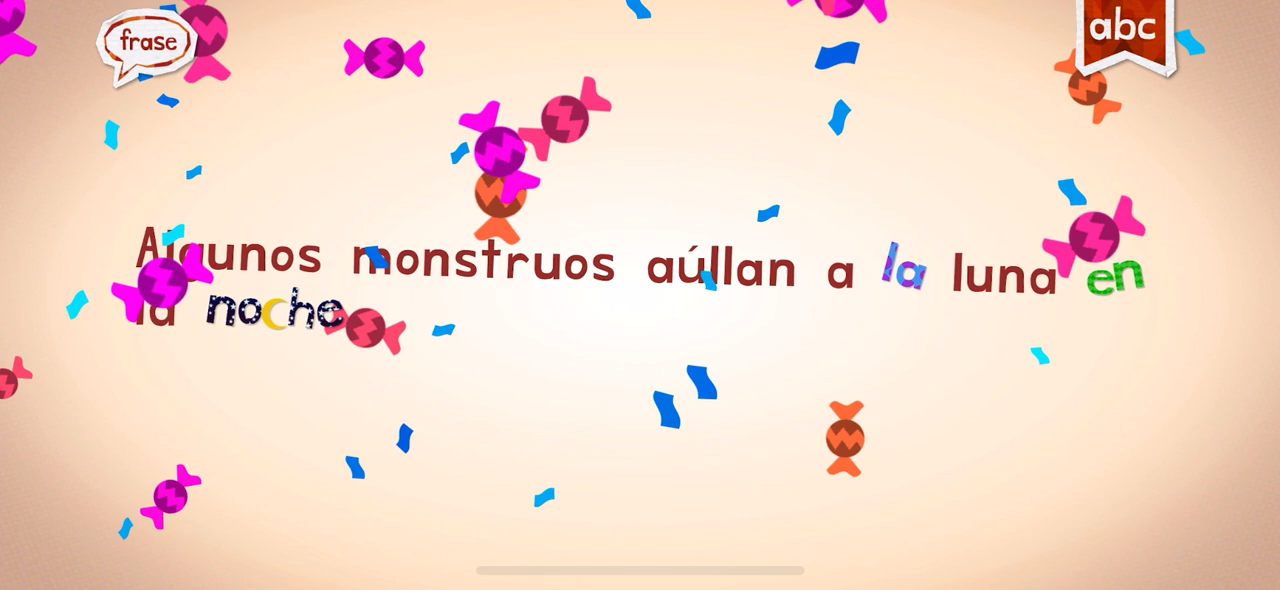 frase
abc
Algunos monstruos aúllan a la luna en
la noche